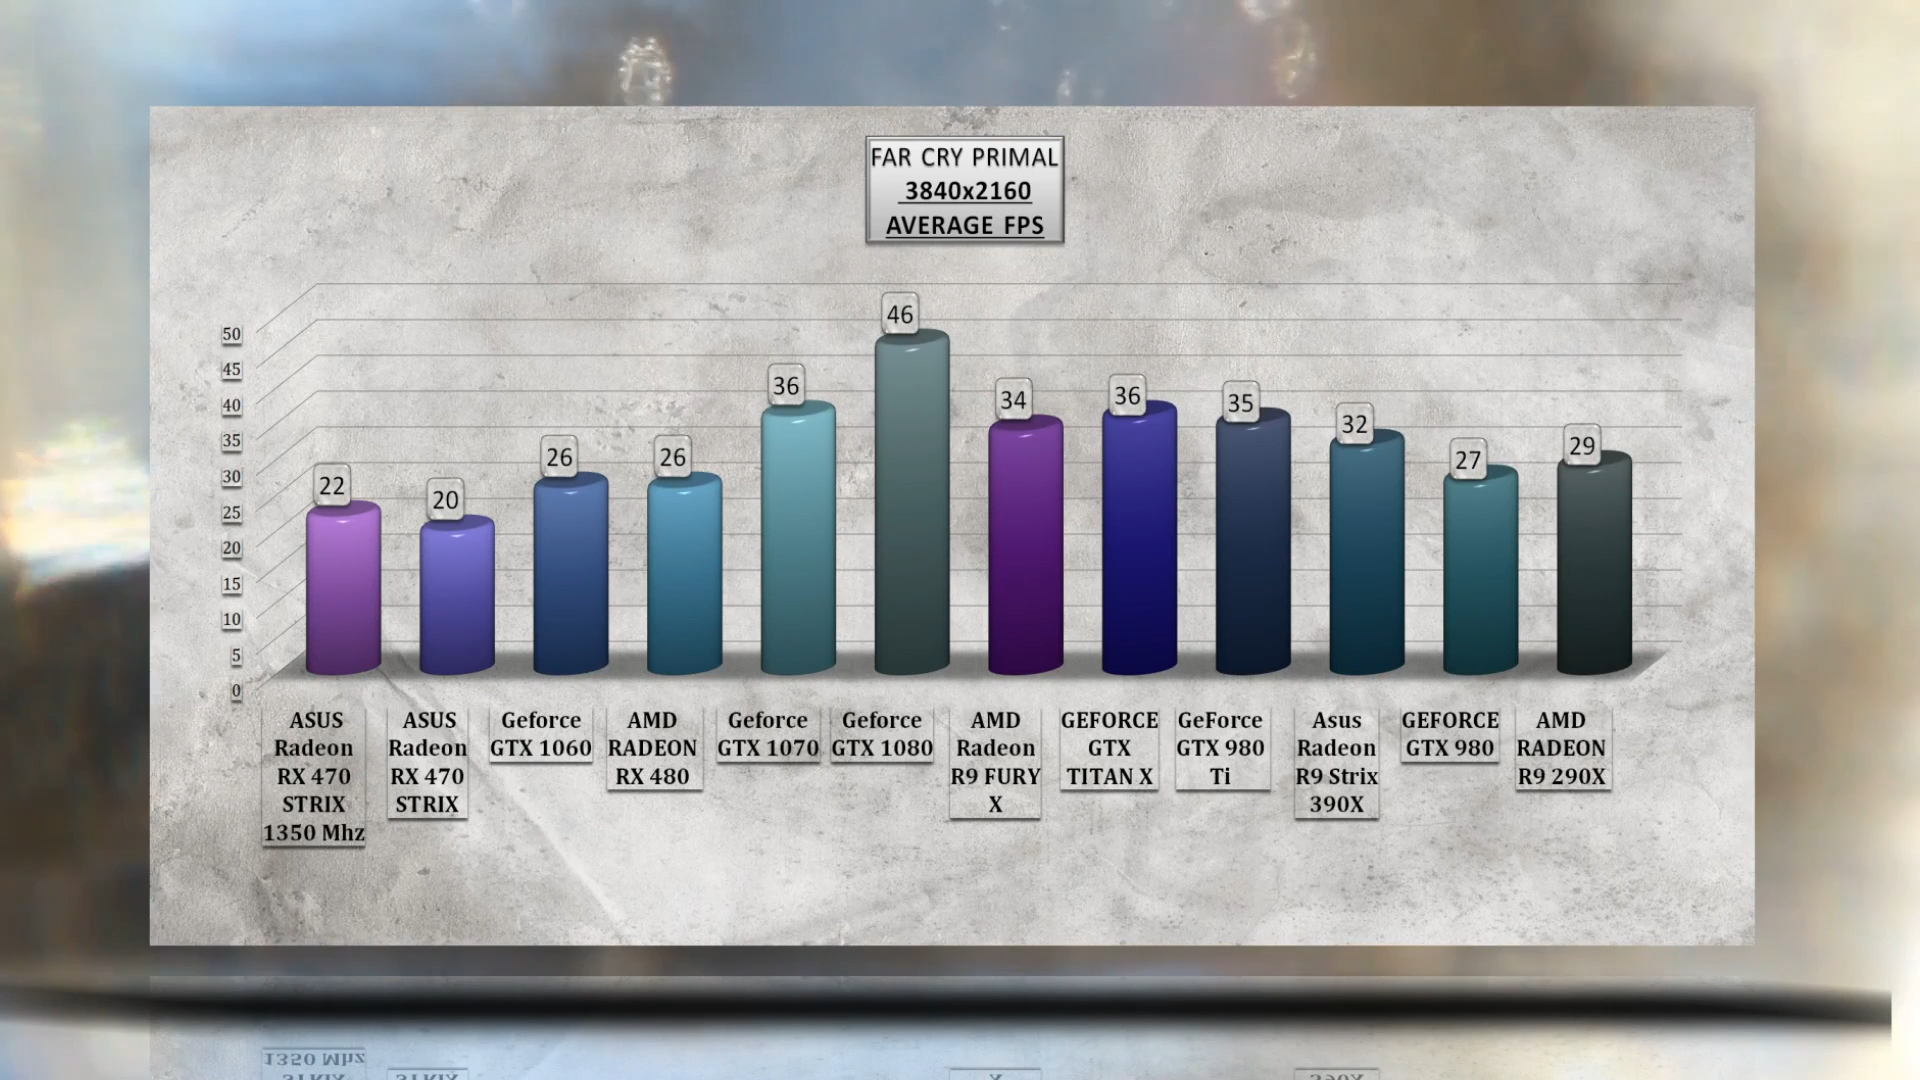 FAR CRY PRIMAL
3840x2160
AVERAGE FPS
50
45
40
35
30
25
20
15
10
5
0
22
20
26
26
36
46
34
36
35
32
27
29
ASUS
Radeon
RX 470
STRIX
1350 Mhz
ASUS
Radeon
RX 470
STRIX
Geforce
GTX 1060
AMD
RADEON
RX 480
Geforce
GTX 1070
Geforce
GTX 1080
AMD
Radeon
R9 FURY
X
GEFORCE
GTX
TITAN X
GeForce
GTX 980
Ti
Asus
Radeon
R9 Strix
390X
GEFORCE
GTX 980
AMD
RADEON
R9 290X